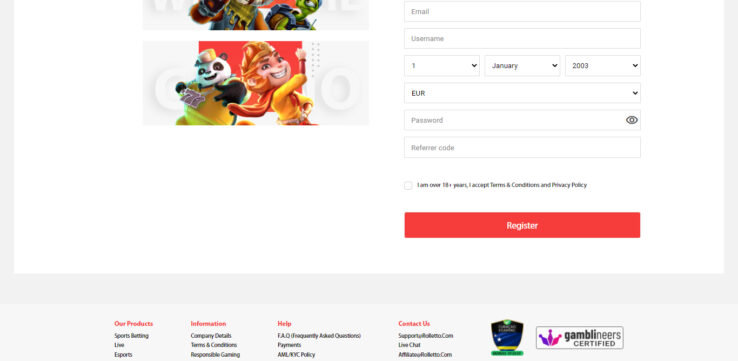 Email
Username
1 January 2003
EUR
Password
Referrer code
I am over 18+ years, I accept Terms & Conditions and Privacy Policy
Register
Our Products
Sports Betting
Live
Esports
Information
Company Details
Terms & Conditions
Responsible Gaming
Help
F.A.Q (Frequently Asked Questions)
Payments
AML/KYC Policy
Contact Us
Support@Rolletto.Com
Live Chat
Affiliate@Rolletto.Com
gamblineers
CERTIFIED